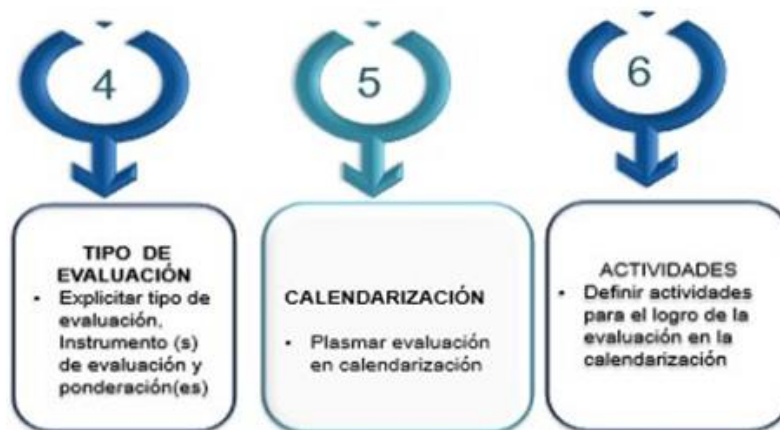 4
5
6
TIPO DE
EVALUACIÓN
• Explicitar tipo de
evaluación,
Instrumento (s)
de evaluación y
ponderación(es)
CALENDARIZACIÓN
• Plasmar evaluación
en calendarización
ACTIVIDADES
• Definir actividades
para el logro de la
evaluación en la
calendarización